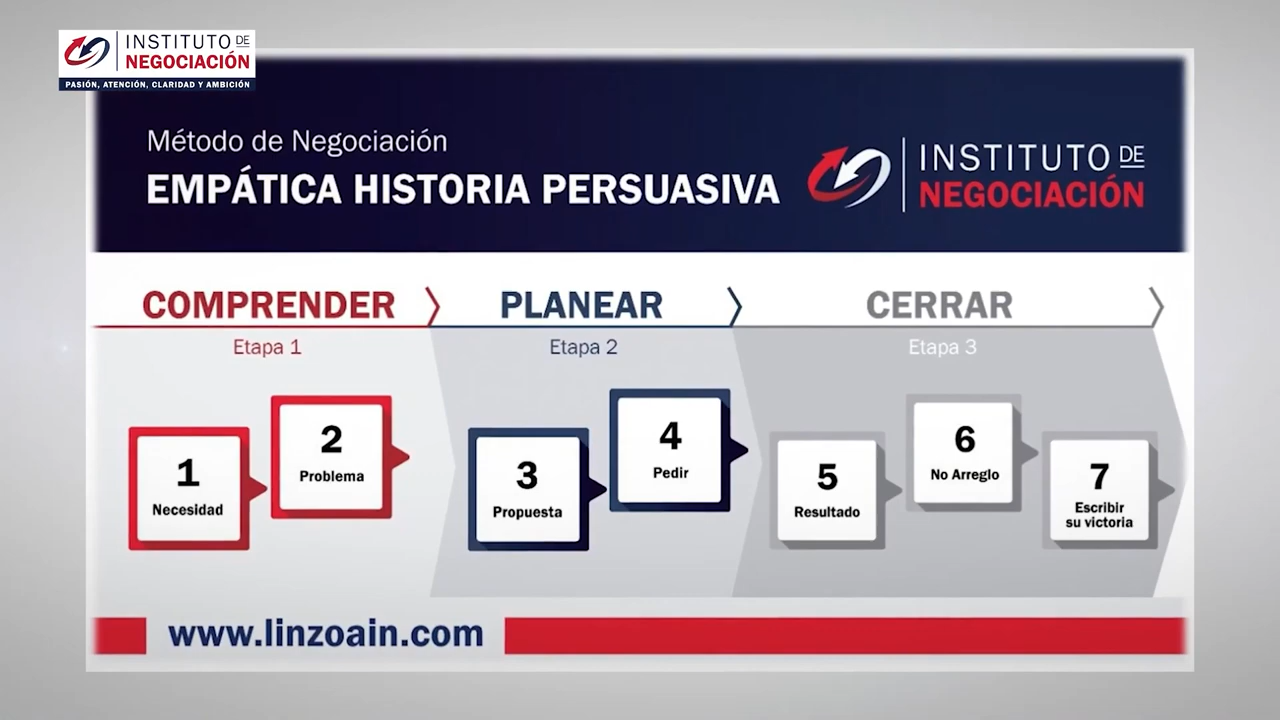 INSTITUTO DE
NEGOCIACIÓN
PASIÓN, ATENCIÓN, CLARIDAD Y AMBICIÓN
Método de Negociación
EMPÁTICA HISTORIA PERSUASIVA
INSTITUTO DE
NEGOCIACIÓN
COMPRENDER
Etapa 1
PLANEAR
Etapa 2
CERRAR
Etapa 3
1
Necesidad
2
Problema
3
Propuesta
4
Pedir
5
Resultado
6
No Arreglo
7
Escribir
su victoria
www.linzoain.com